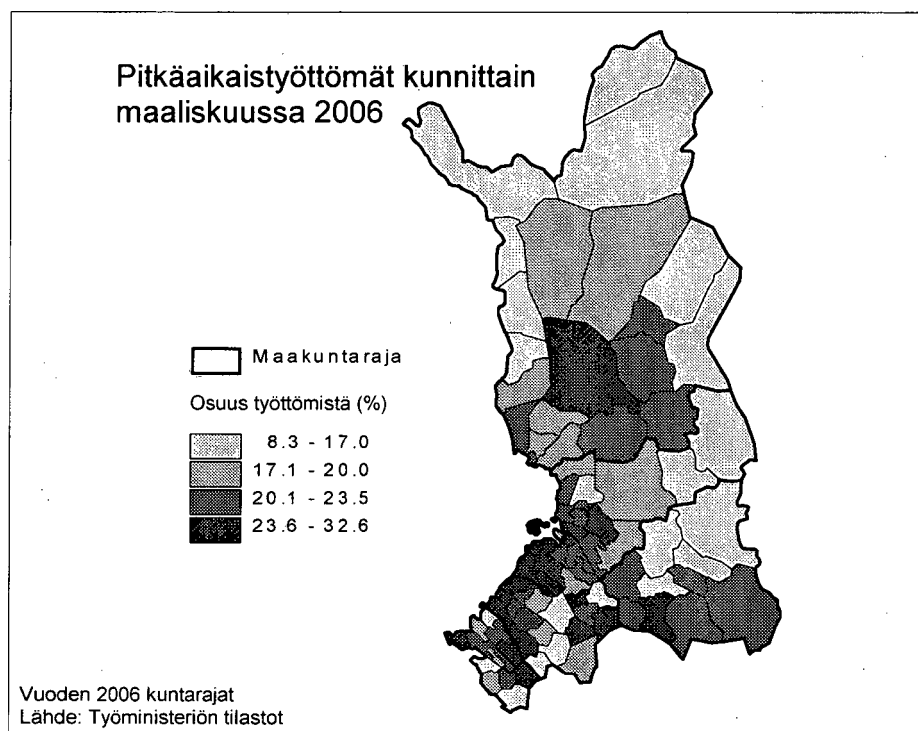 Pitkäaikaistyöttömät kunnittain
maaliskuussa 2006
Maakuntaraja
Osuus työttömistä (%)
8.3 - 17.0
17.1 - 20.0
20.1 - 23.5
23.6 - 32.6
Vuoden 2006 kuntarajat
Lähde: Työministeriön tilastot